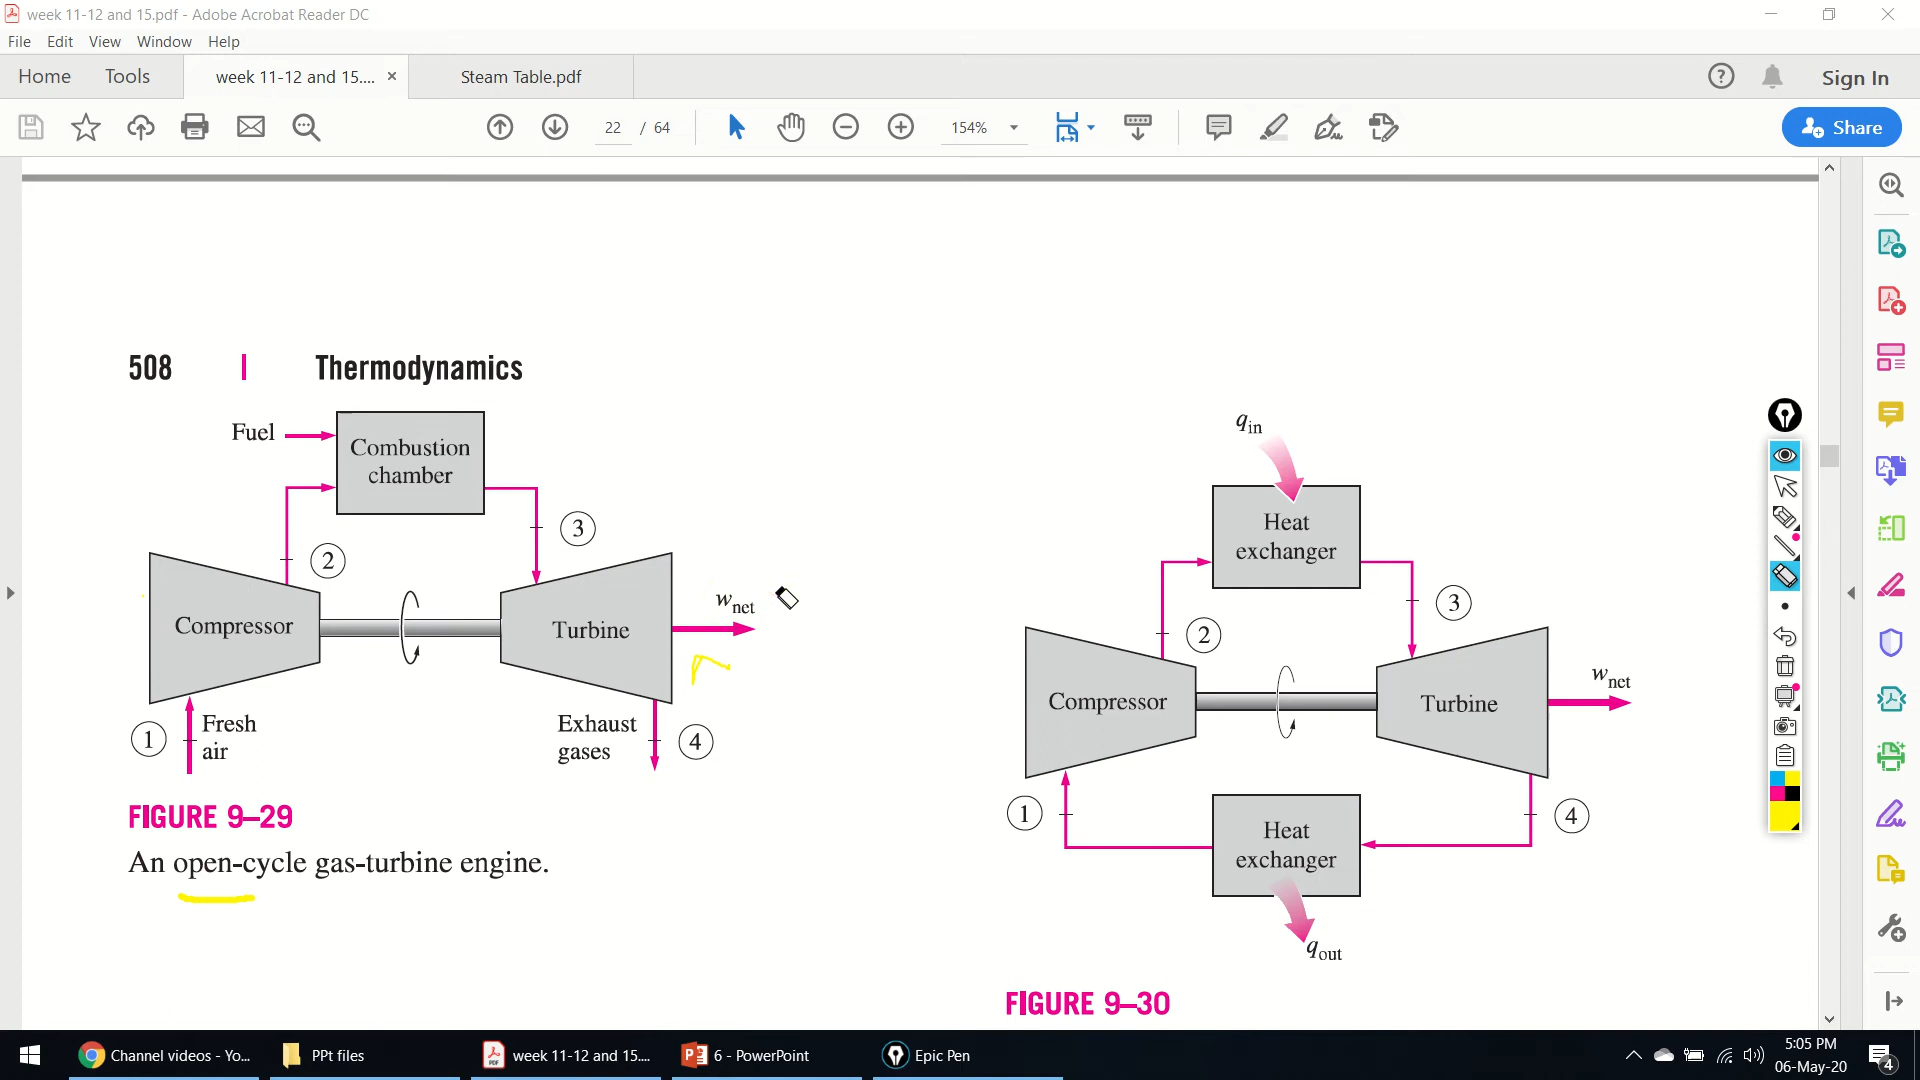 week 11-12 and 15.pdf - Adobe Acrobat Reader DC
File Edit View Window Help
Home Tools week 11-12 and 15.... × Steam Table.pdf Sign In
22 / 64 154% Share
508 | Thermodynamics
Fuel
Combustion
chamber
2
3
Compressor
Turbine
wnet
1
Fresh
air
Exhaust
gases
4
FIGURE 9–29
An open-cycle gas-turbine engine.
qin
Heat
exchanger
2
3
Compressor
Turbine
wnet
1
Heat
exchanger
4
qout
FIGURE 9–30
Channel videos - Yo... PPt files week 11-12 and 15.... 6 - PowerPoint Epic Pen
5:05 PM
06-May-20
4